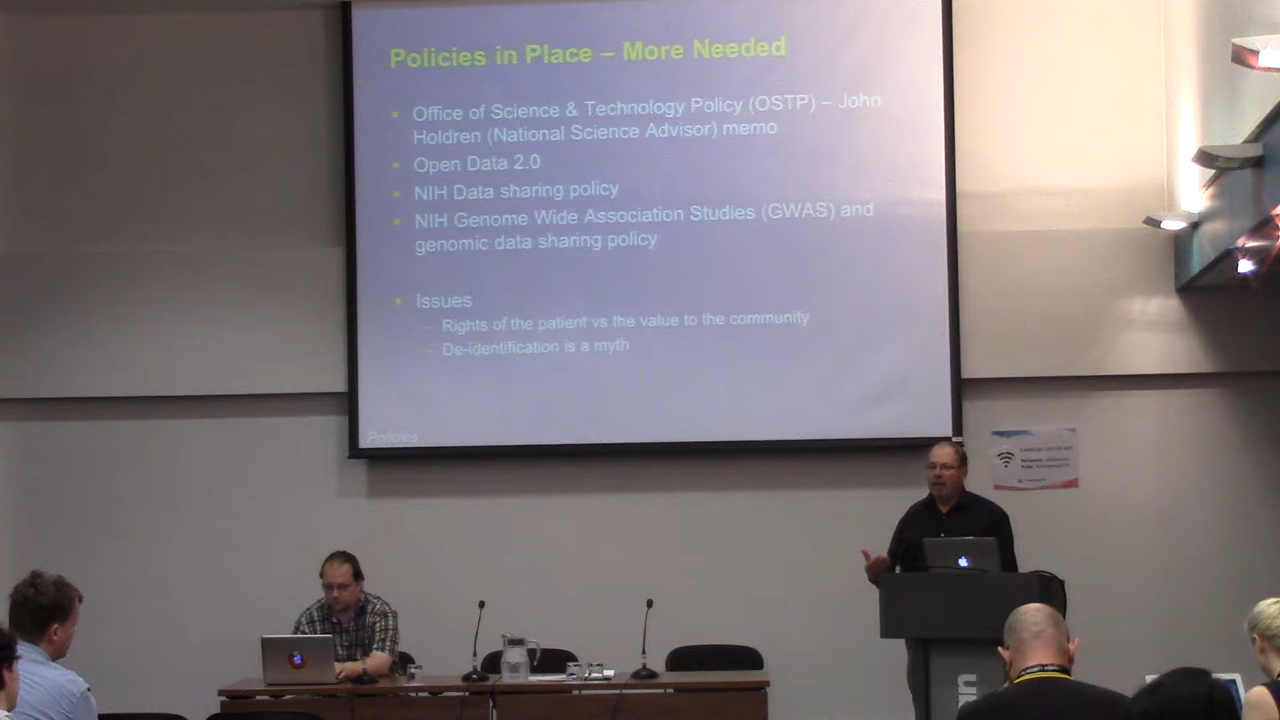 Policies in Place – More Needed
Office of Science & Technology Policy (OSTP) – John
Holdren (National Science Advisor) memo
Open Data 2.0
NIH Data sharing policy
NIH Genome Wide Association Studies (GWAS) and
genomic data sharing policy
Issues
Rights of the patient vs the value to the community
De-identification is a myth
Policies
an